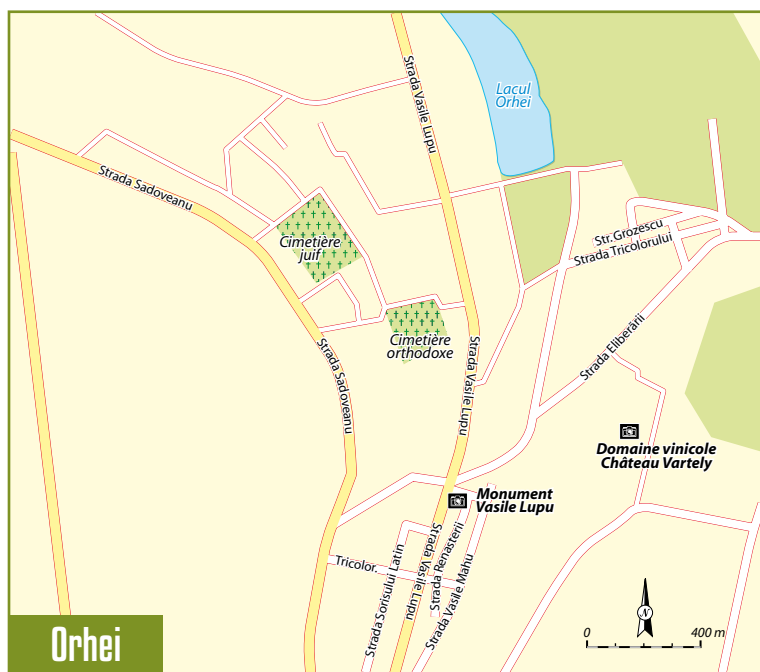 Lacul
Orhei
Strada Vasile Lupu
Strada Sadoveanu
Str.Grozescu
Strada Tricolorului
Cimetière
juif
Cimetière
orthodoxe
Strada Eliberării
Strada Sadoveanu
Strada Vasile Lupu
Domaine vinicole
Château Vartely
Monument
Vasile Lupu
Tricolor.
Strada Sorisului Latin
Strada Vasile Lupu
Strada Renasterii
Strada Vasile Mahu
N
0 400 m
Orhei